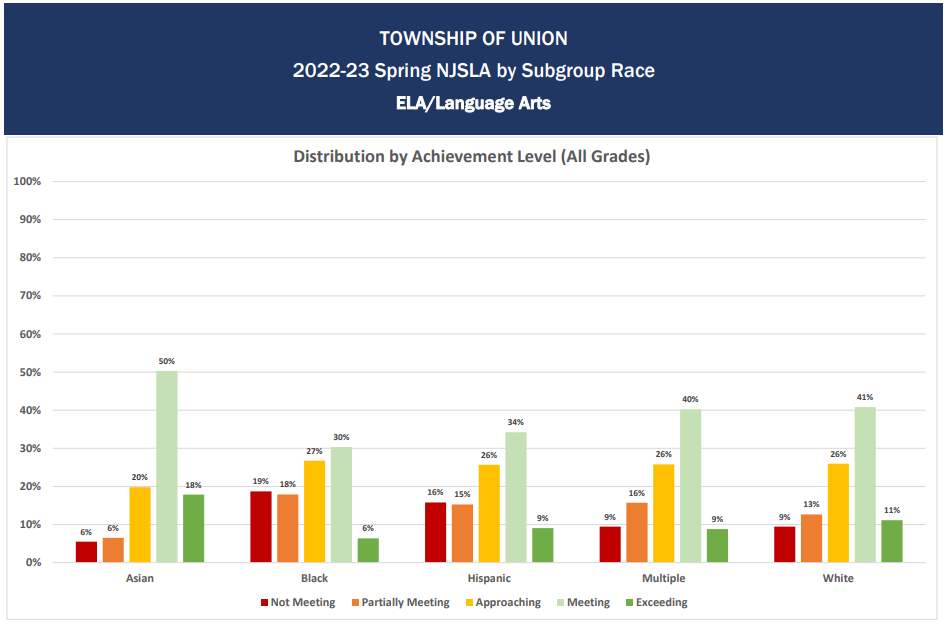 TOWNSHIP OF UNION
2022-23 Spring NJSLA by Subgroup Race
ELA/Language Arts
Distribution by Achievement Level (All Grades)
100%
90%
80%
70%
60%
50%
40%
30%
20%
10%
0%
6% 6% 20% 50% 18%
19% 18% 27% 30% 6%
16% 15% 26% 34% 9%
9% 16% 26% 40% 9%
9% 13% 26% 41% 11%
Asian Black Hispanic Multiple White
Not Meeting Partially Meeting Approaching Meeting Exceeding